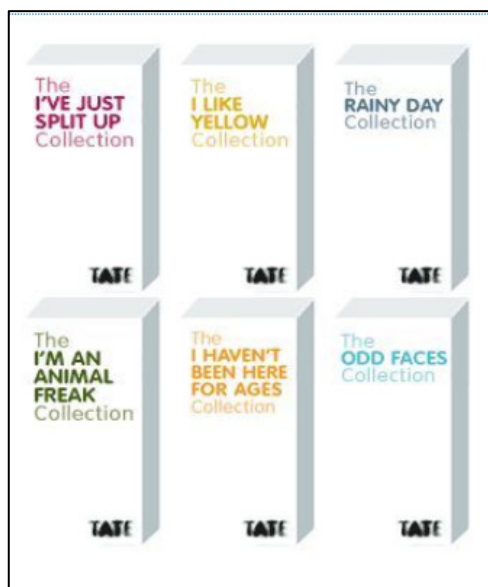 The
I'VE JUST
SPLIT UP
Collection
TATE
The
I LIKE
YELLOW
Collection
TATE
The
RAINY DAY
Collection
TATE
The
I'M AN
ANIMAL
FREAK
Collection
TATE
The
I HAVEN'T
BEEN HERE
FOR AGES
Collection
TATE
The
ODD FACES
Collection
TATE